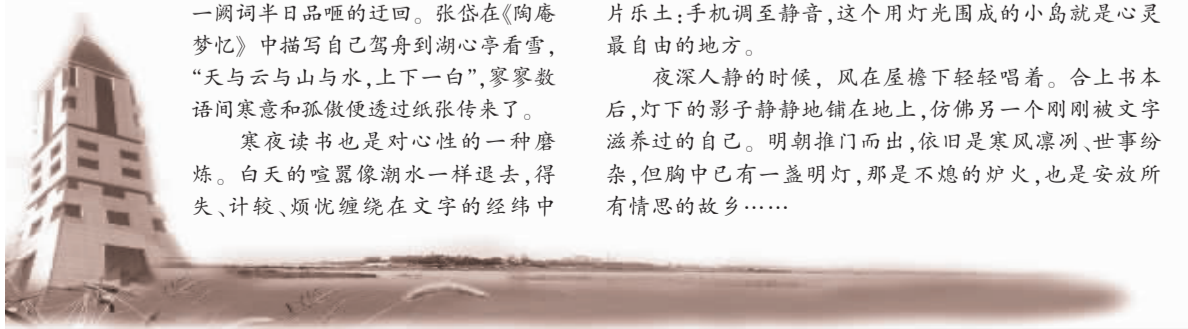 一阙词半日品咂的迂回。张岱在《陶庵
梦忆》中描写自己驾舟到湖心亭看雪，
“天与云与山与水，上下一白”，寥寥数
语间寒意和孤傲便透过纸张传来了。
寒夜读书也是对心性的一种磨
炼。白天的喧嚣像潮水一样退去，得
失、计较、烦忧缠绕在文字的经纬中
片乐土：手机调至静音，这个用灯光围成的小岛就是心灵
最自由的地方。
夜深人静的时候，风在屋檐下轻轻唱着。合上书本
后，灯下的影子静静地铺在地上，仿佛另一个刚刚被文字
滋养过的自己。明朝推门而出，依旧是寒风凛冽、世事纷
杂，但胸中已有一盏明灯，那是不熄的炉火，也是安放所
有情思的故乡……